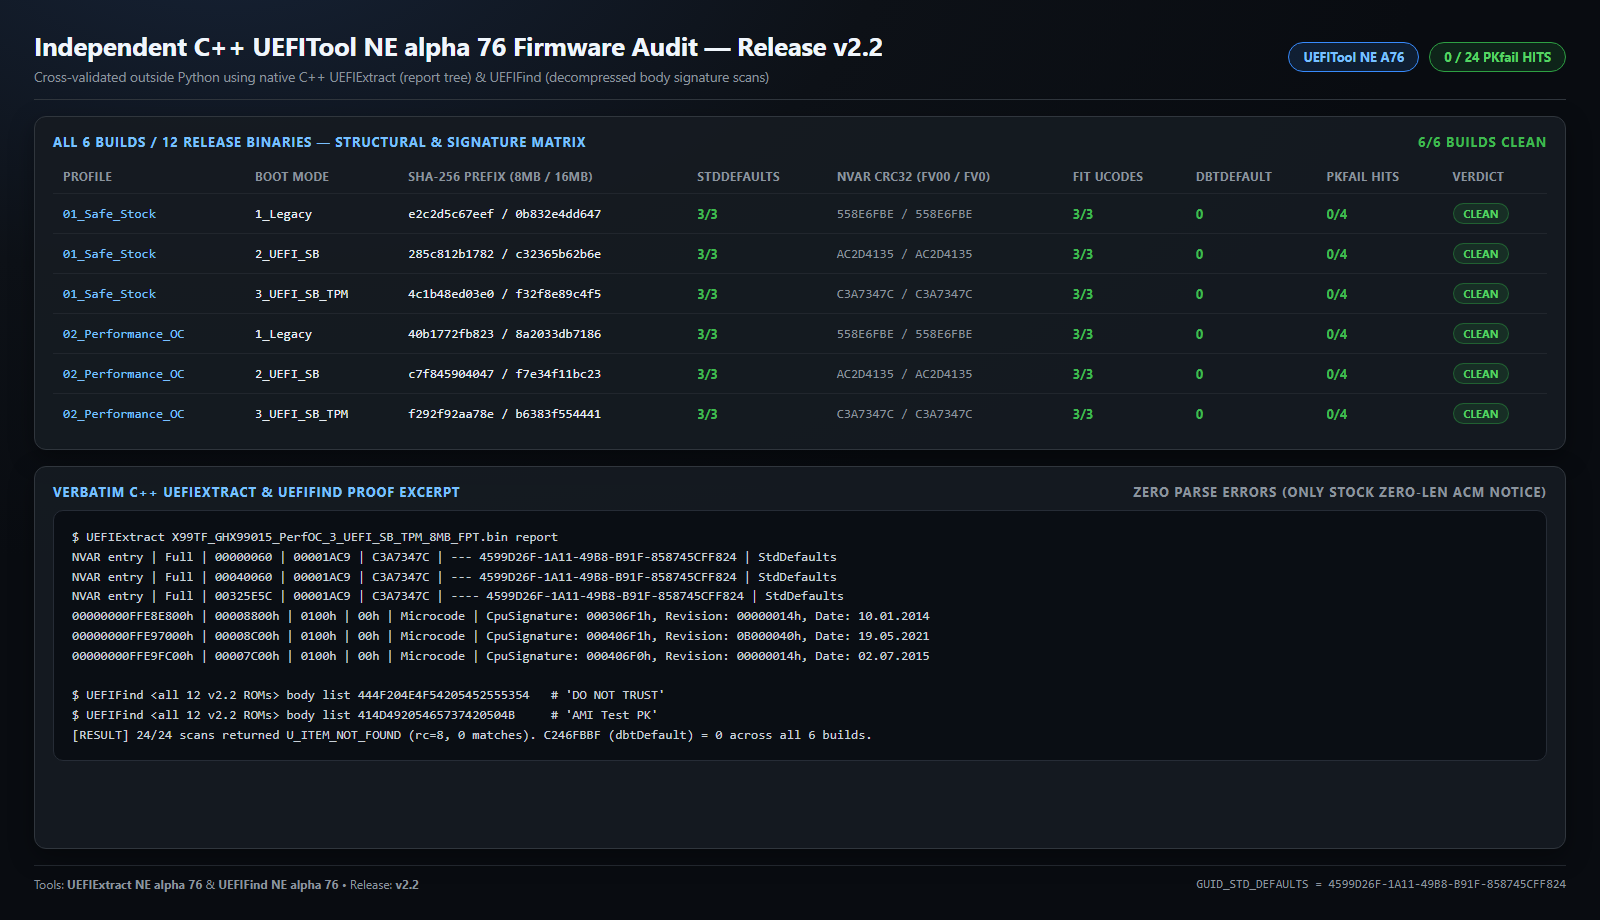 Independent C++ UEFITool NE alpha 76 Firmware Audit — Release v2.2
Cross-validated outside Python using native C++ UEFIExtract (report tree) & UEFIFind (decompressed body signature scans)
UEFITool NE A76
0 / 24 PKfail HITS
ALL 6 BUILDS / 12 RELEASE BINARIES — STRUCTURAL & SIGNATURE MATRIX
6/6 BUILDS CLEAN
PROFILE BOOT MODE SHA-256 PREFIX (8MB / 16MB) STDDEFAULTS NVAR CRC32 (FV00 / FV0) FIT UCODES DBTDEFAULT PKFAIL HITS VERDICT
01_Safe_Stock 1_Legacy e2c2d5c67eef / 0b832e4dd647 3/3 558E6FBE / 558E6FBE 3/3 0 0/4 CLEAN
01_Safe_Stock 2_UEFI_SB 285c812b1782 / c32365b62b6e 3/3 AC2D4135 / AC2D4135 3/3 0 0/4 CLEAN
01_Safe_Stock 3_UEFI_SB_TPM 4c1b48ed03e0 / f32f8e89c4f5 3/3 C3A7347C / C3A7347C 3/3 0 0/4 CLEAN
02_Performance_OC 1_Legacy 40b1772fb823 / 8a2033db7186 3/3 558E6FBE / 558E6FBE 3/3 0 0/4 CLEAN
02_Performance_OC 2_UEFI_SB c7f845904047 / f7e34f11bc23 3/3 AC2D4135 / AC2D4135 3/3 0 0/4 CLEAN
02_Performance_OC 3_UEFI_SB_TPM f292f92aa78e / b6383f554441 3/3 C3A7347C / C3A7347C 3/3 0 0/4 CLEAN
VERBATIM C++ UEFIEXTRACT & UEFIFIND PROOF EXCERPT
ZERO PARSE ERRORS (ONLY STOCK ZERO-LEN ACM NOTICE)
$ UEFIExtract X99TF_GHX99015_PerfOC_3_UEFI_SB_TPM_8MB_FPT.bin report
NVAR entry | Full | 00000060 | 00001AC9 | C3A7347C | --- 4599D26F-1A11-49B8-B91F-858745CFF824 | StdDefaults
NVAR entry | Full | 00040060 | 00001AC9 | C3A7347C | --- 4599D26F-1A11-49B8-B91F-858745CFF824 | StdDefaults
NVAR entry | Full | 00325E5C | 00001AC9 | C3A7347C | ---- 4599D26F-1A11-49B8-B91F-858745CFF824 | StdDefaults
00000000FFE8E800h | 00008800h | 0100h | 00h | Microcode | CpuSignature: 000306F1h, Revision: 00000014h, Date: 10.01.2014
00000000FFE97000h | 00008C00h | 0100h | 00h | Microcode | CpuSignature: 000406F1h, Revision: 0B000040h, Date: 19.05.2021
00000000FFE9FC00h | 00007C00h | 0100h | 00h | Microcode | CpuSignature: 000406F0h, Revision: 00000014h, Date: 02.07.2015
$ UEFIFind <all 12 v2.2 ROMs> body list 444F204E4F54205452555354 # 'DO NOT TRUST'
$ UEFIFind <all 12 v2.2 ROMs> body list 414D49205465737420504B # 'AMI Test PK'
[RESULT] 24/24 scans returned U_ITEM_NOT_FOUND (rc=8, 0 matches). C246FBBF (dbtDefault) = 0 across all 6 builds.
Tools: UEFIExtract NE alpha 76 & UEFIFind NE alpha 76 • Release: v2.2
GUID_STD_DEFAULTS = 4599D26F-1A11-49B8-B91F-858745CFF824